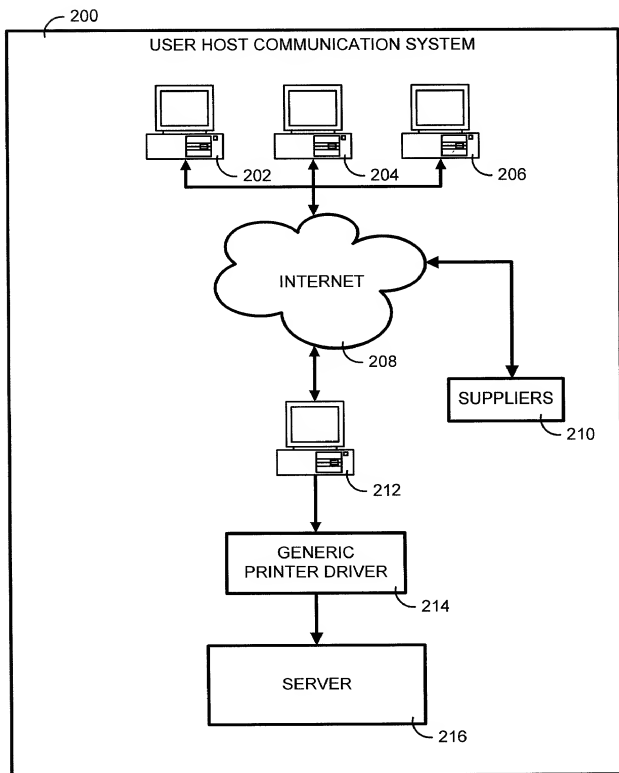 200
USER HOST COMMUNICATION SYSTEM
202
204
206
INTERNET
208
SUPPLIERS
210
212
GENERIC
PRINTER DRIVER
214
SERVER
216